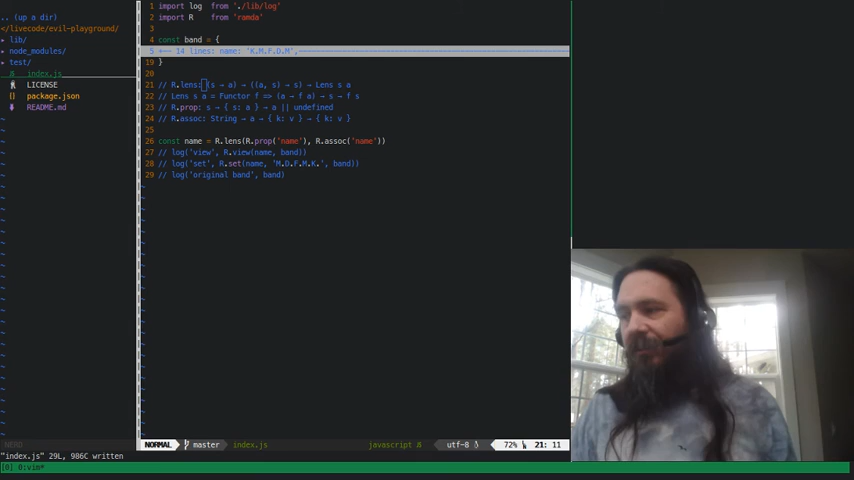 .. (up a dir)
</livecode/evil-playground/
▸ lib/
▸ node_modules/
▸ test/
index.js
LICENSE
package.json
README.md
1 import log from './lib/log'
2 import R from 'ramda'
3
4 const band = {
5 +-- 14 lines: name: 'K.M.F.D.M',
19 }
20
21 // R.lens: (s → a) → ((a, s) → s) → Lens s a
22 // Lens s a = Functor f => (a → f a) → s → f s
23 // R.prop: s → { s: a } → a || undefined
24 // R.assoc: String → a → { k: v } → { k: v }
25
26 const name = R.lens(R.prop('name'), R.assoc('name'))
27 // log('view', R.view(name, band))
28 // log('set', R.set(name, 'M.D.F.M.K.', band))
29 // log('original band', band)
NERD
NORMAL master index.js javascript utf-8 72% 21: 11
"index.js" 29L, 986C written
[0] 0:vim*